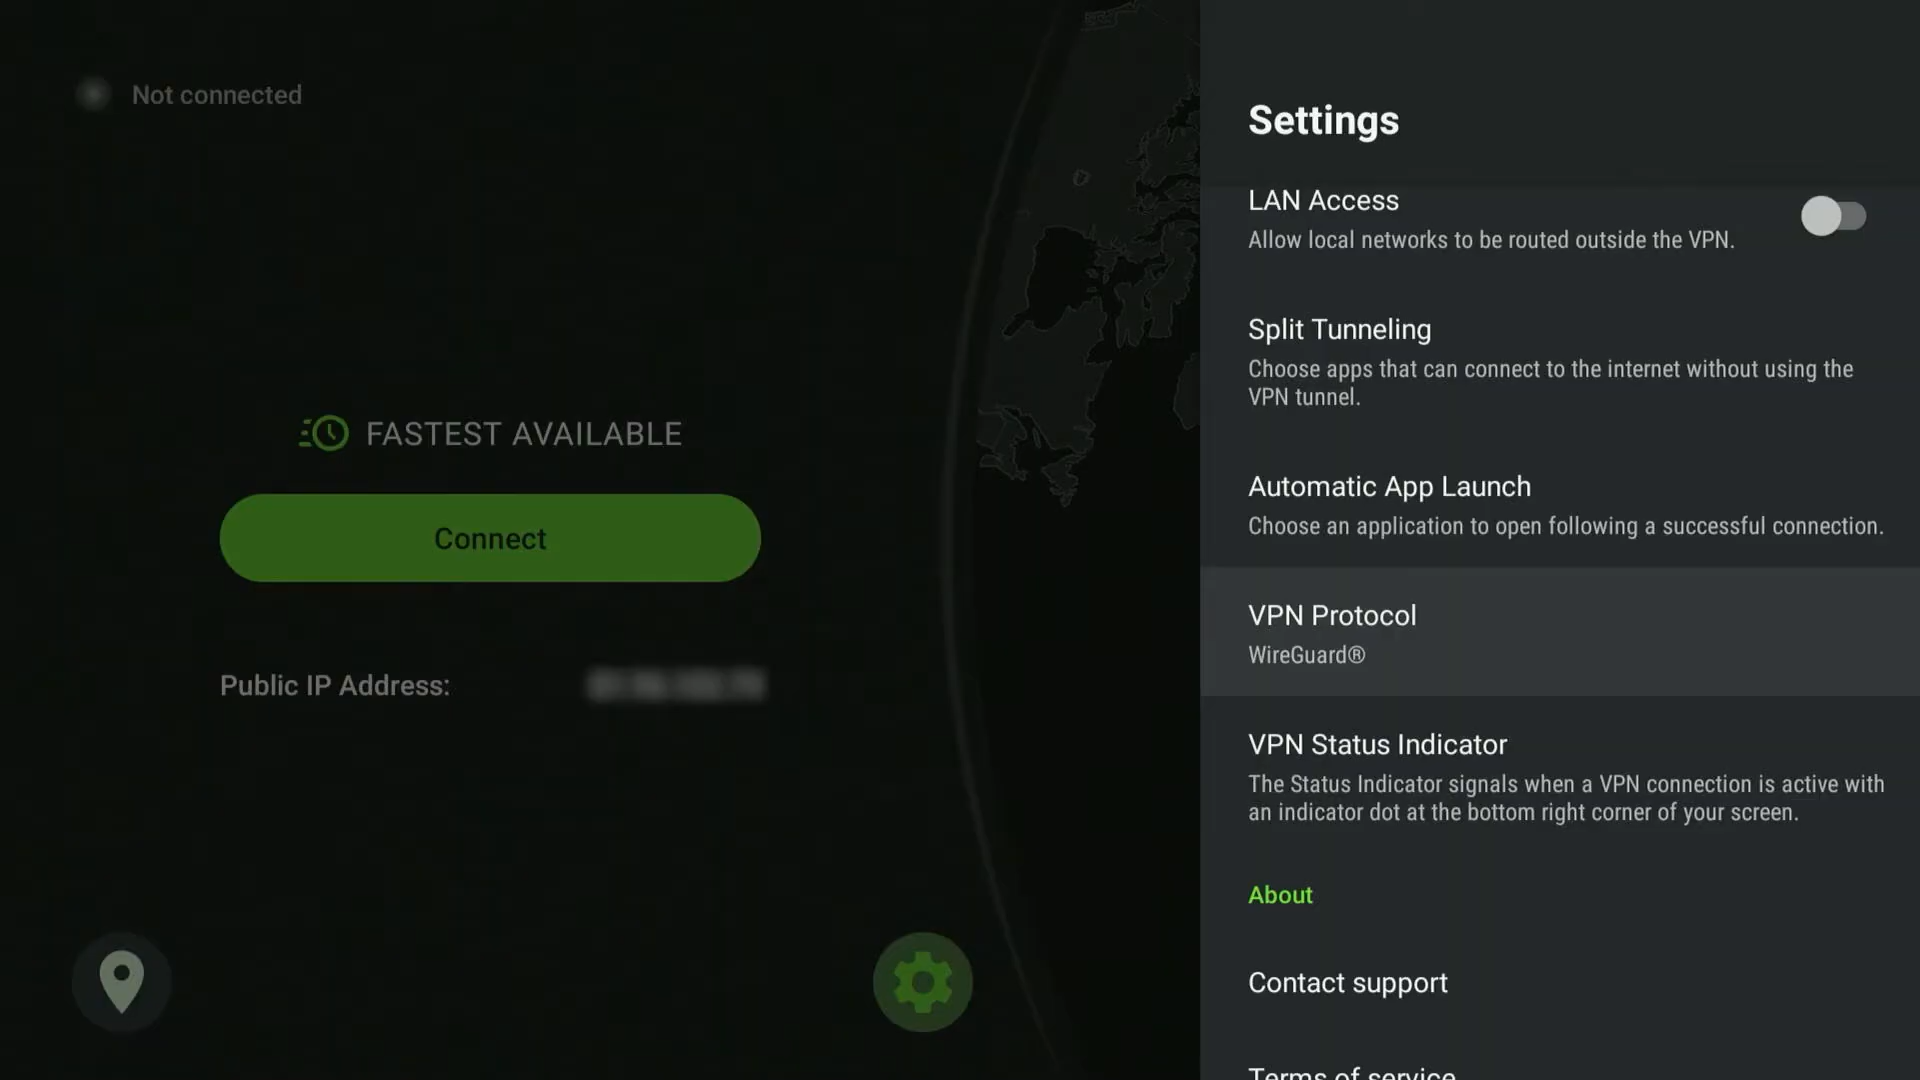 Not connected
FASTEST AVAILABLE
Connect
Public IP Address:
Settings
LAN Access
Allow local networks to be routed outside the VPN.
Split Tunneling
Choose apps that can connect to the internet without using the
VPN tunnel.
Automatic App Launch
Choose an application to open following a successful connection.
VPN Protocol
WireGuard®
VPN Status Indicator
The Status Indicator signals when a VPN connection is active with
an indicator dot at the bottom right corner of your screen.
About
Contact support
Terms of service